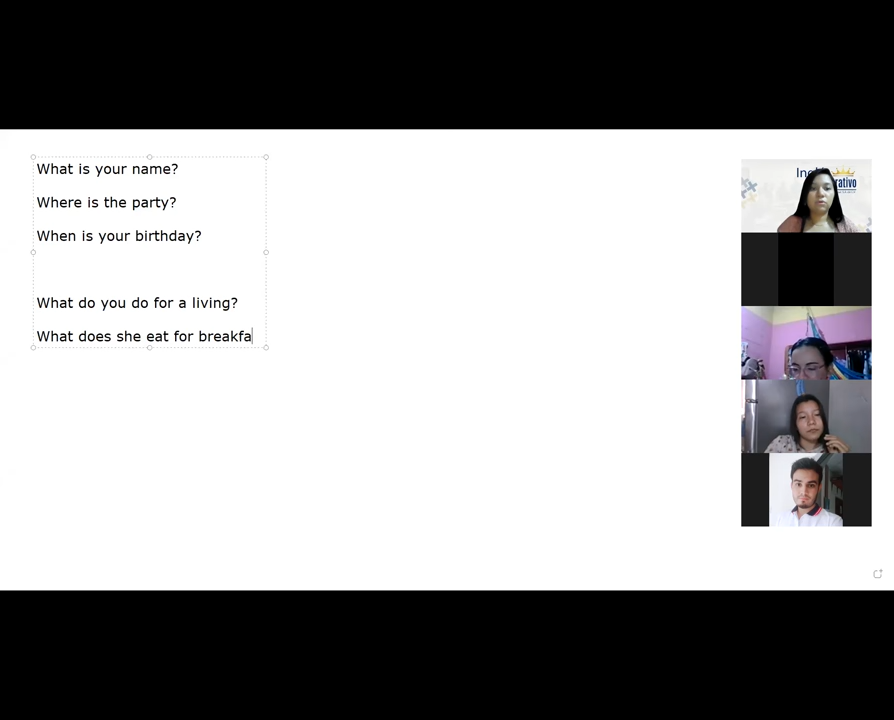 What is your name?
Where is the party?
When is your birthday?
What do you do for a living?
What does she eat for breakfa